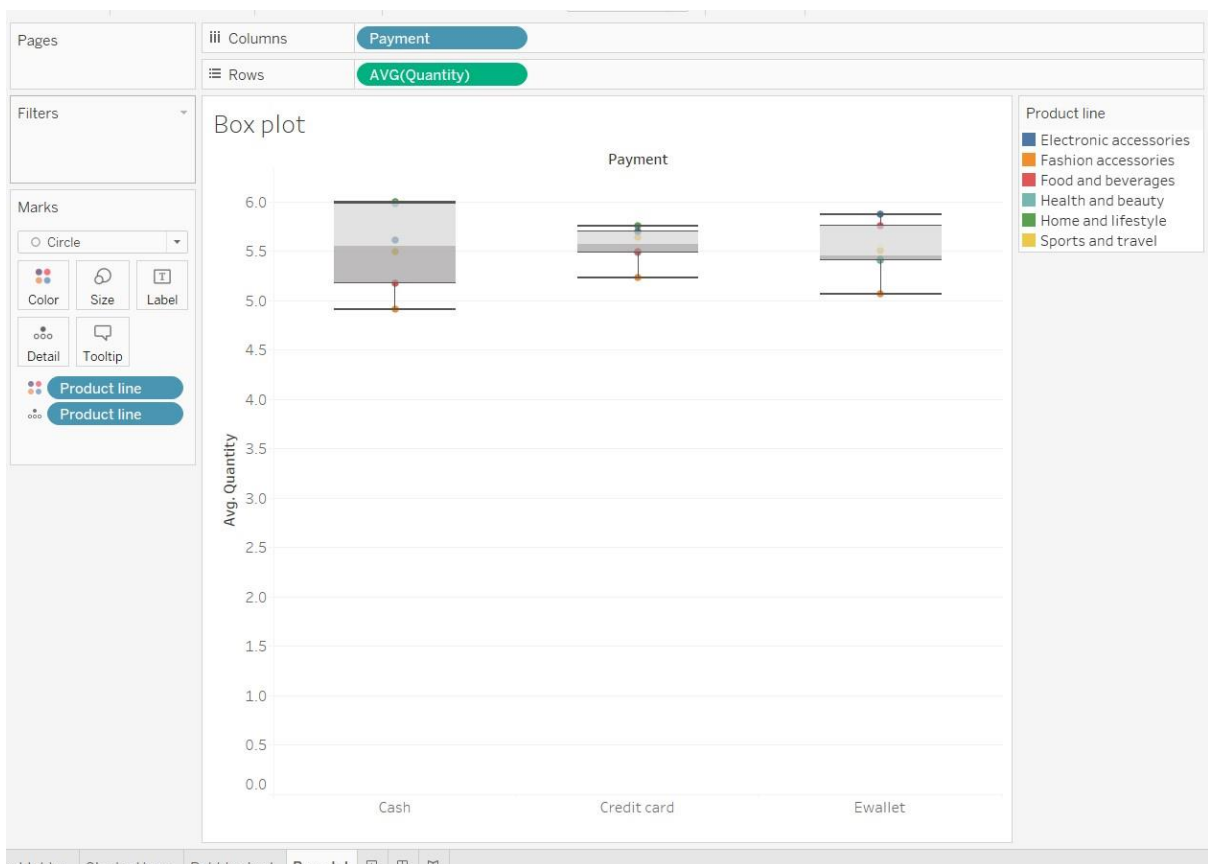 Pages
Filters
Marks
Circle
Color
Size
Label
Detail
Tooltip
Product line
Product line
iii Columns
Payment
Rows
AVG(Quantity)
Box plot
Payment
Avg. Quantity
6.0
5.5
5.0
4.5
4.0
3.5
3.0
2.5
2.0
1.5
1.0
0.5
0.0
Cash
Credit card
Ewallet
Product line
Electronic accessories
Fashion accessories
Food and beverages
Health and beauty
Home and lifestyle
Sports and travel